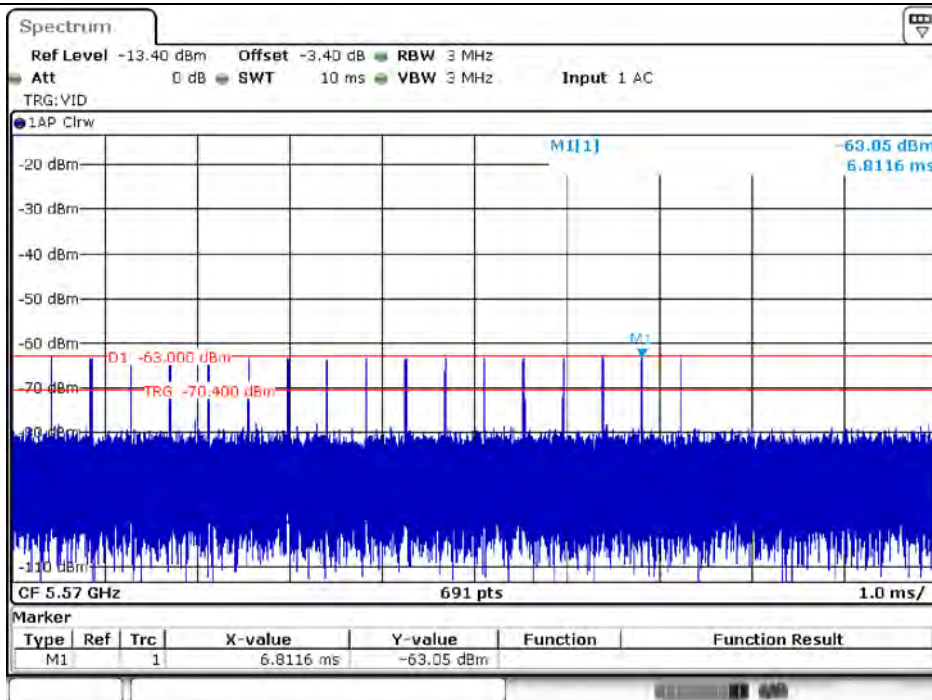 Spectrum
Ref Level -13.40 dBm Offset -3.40 dB RBW 3 MHz
Att 0 dB SWT 10 ms VBW 3 MHz Input 1 AC
TRG:VID
1AP Clrw
M1[1] -63.05 dBm
6.8116 ms
-20 dBm
-30 dBm
-40 dBm
-50 dBm
-60 dBm
M1
D1 -63.000 dBm
-70 dBm
TRG -70.400 dBm
-80 dBm
-110 dBm
CF 5.57 GHz 691 pts 1.0 ms/
Marker
Type Ref Trc X-value Y-value Function Function Result
M1 1 6.8116 ms -63.05 dBm